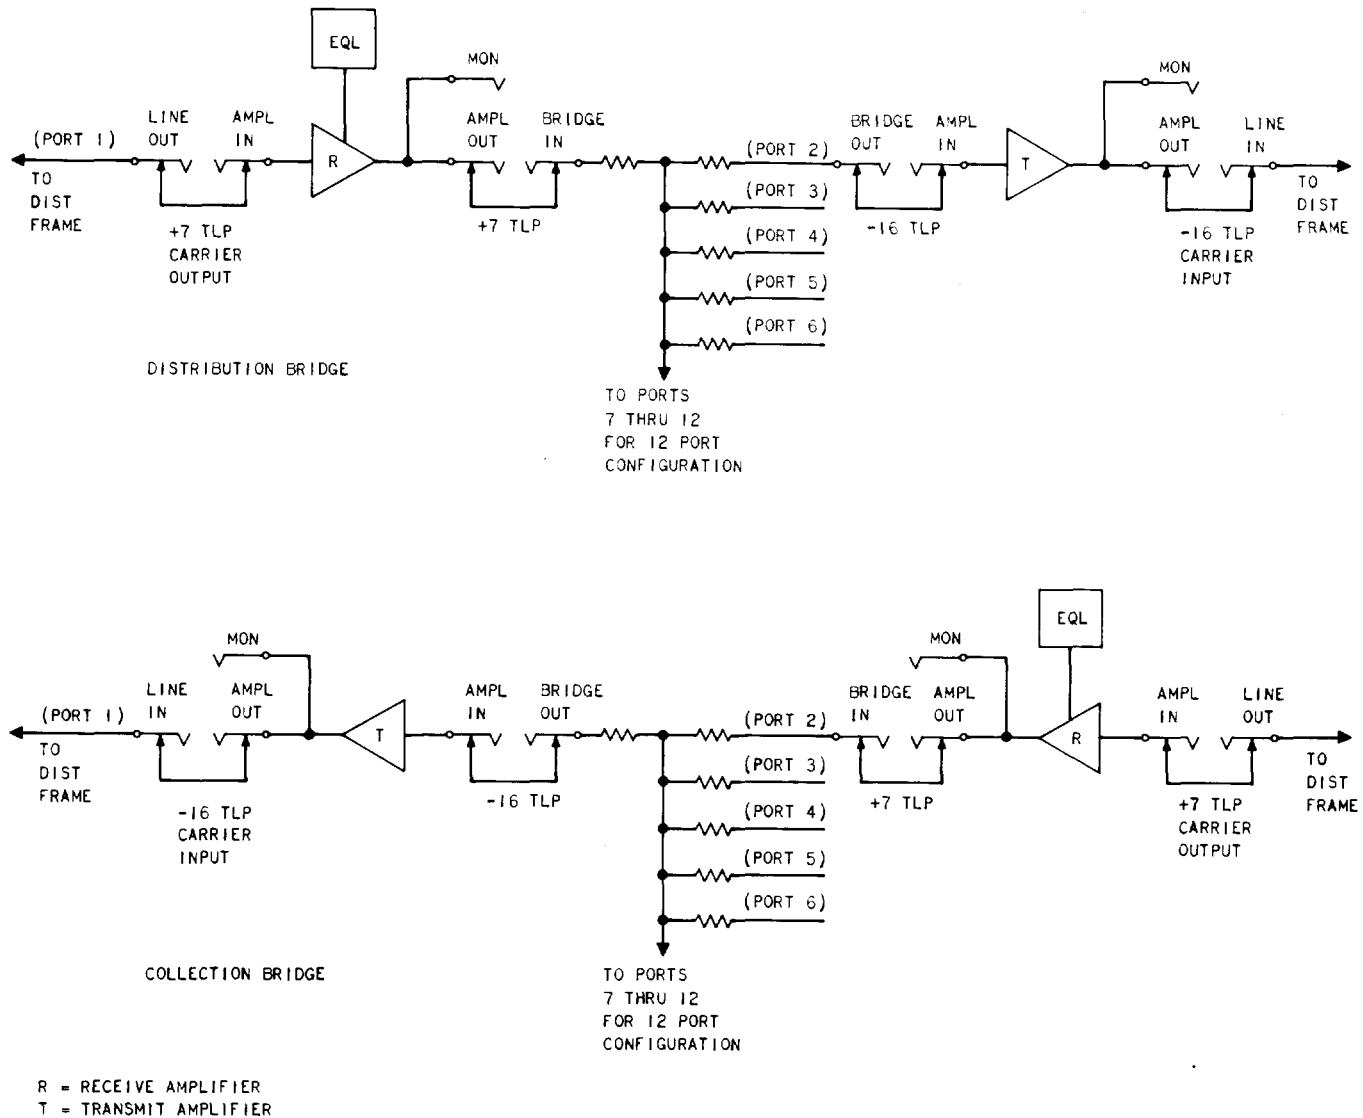 EQL
MON
MON
LINE OUT
AMPL IN
AMPL OUT
BRIDGE IN
BRIDGE OUT
AMPL IN
AMPL OUT
LINE IN
(PORT 1)
R
(PORT 2)
T
TO
DIST
FRAME
+7 TLP
CARRIER
OUTPUT
+7 TLP
(PORT 3)
-16 TLP
-16 TLP
CARRIER
INPUT
TO
DIST
FRAME
(PORT 4)
(PORT 5)
(PORT 6)
DISTRIBUTION BRIDGE
TO PORTS
7 THRU 12
FOR 12 PORT
CONFIGURATION
EQL
MON
MON
LINE IN
AMPL OUT
AMPL IN
BRIDGE OUT
BRIDGE IN
AMPL OUT
AMPL IN
LINE OUT
(PORT 1)
T
(PORT 2)
R
TO
DIST
FRAME
-16 TLP
CARRIER
INPUT
-16 TLP
(PORT 3)
+7 TLP
+7 TLP
CARRIER
OUTPUT
TO
DIST
FRAME
(PORT 4)
(PORT 5)
(PORT 6)
COLLECTION BRIDGE
TO PORTS
7 THRU 12
FOR 12 PORT
CONFIGURATION
R = RECEIVE AMPLIFIER
T = TRANSMIT AMPLIFIER